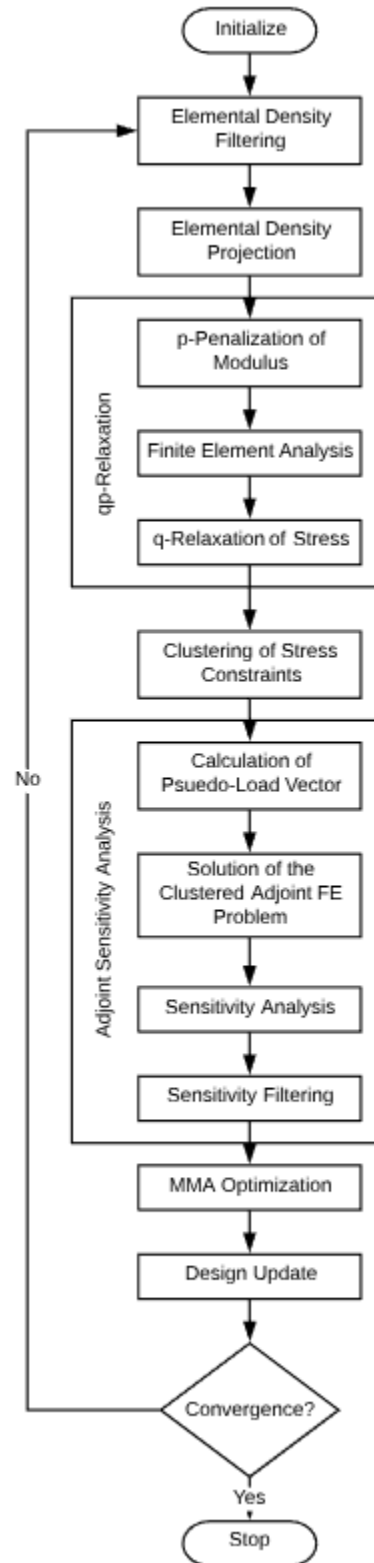 Initialize
Elemental Density
Filtering
Elemental Density
Projection
qp-Relaxation
p-Penalization of
Modulus
Finite Element Analysis
q-Relaxation of Stress
Clustering of Stress
Constraints
Adjoint Sensitivity Analysis
Calculation of
Psuedo-Load Vector
Solution of the
Clustered Adjoint FE
Problem
Sensitivity Analysis
Sensitivity Filtering
MMA Optimization
Design Update
Convergence?
No
Yes
Stop